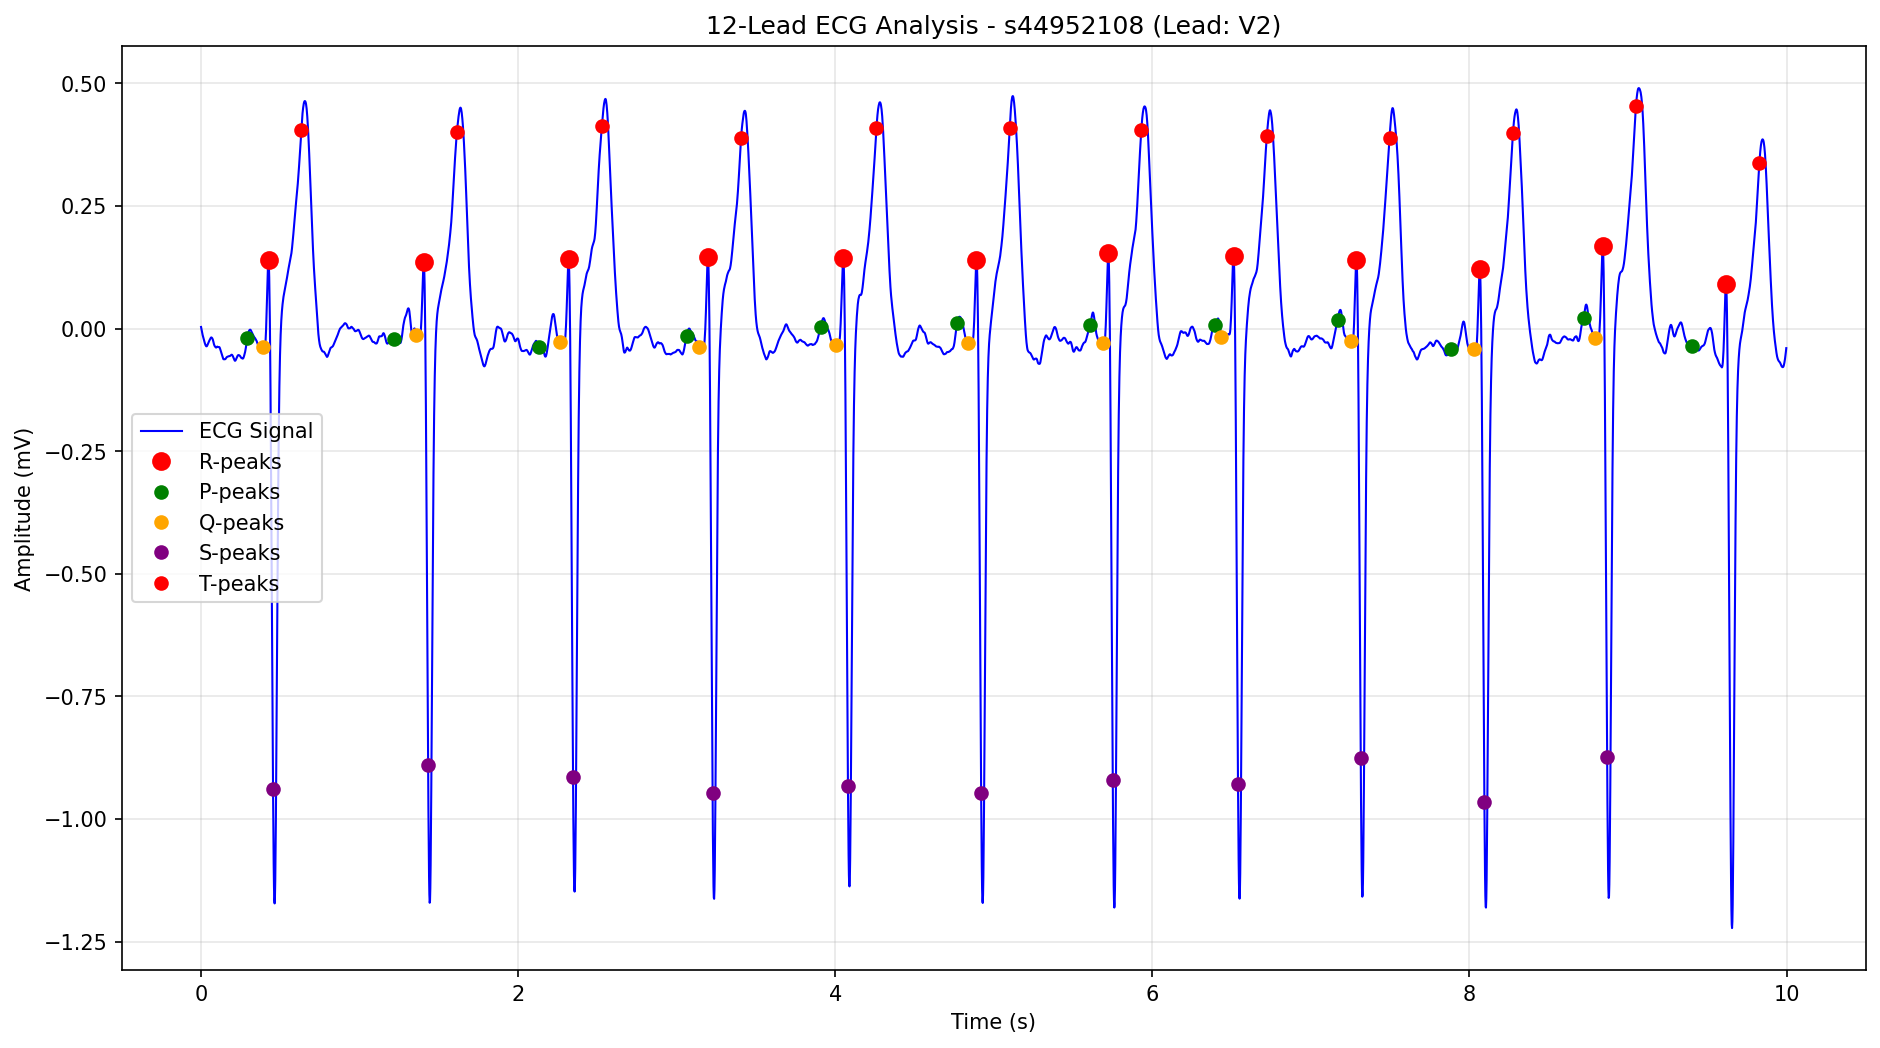 12-Lead ECG Analysis - s44952108 (Lead: V2)
0.50
0.25
0.00
−0.25
−0.50
−0.75
−1.00
−1.25
Amplitude (mV)
ECG Signal
R-peaks
P-peaks
Q-peaks
S-peaks
T-peaks
0 2 4 6 8 10
Time (s)